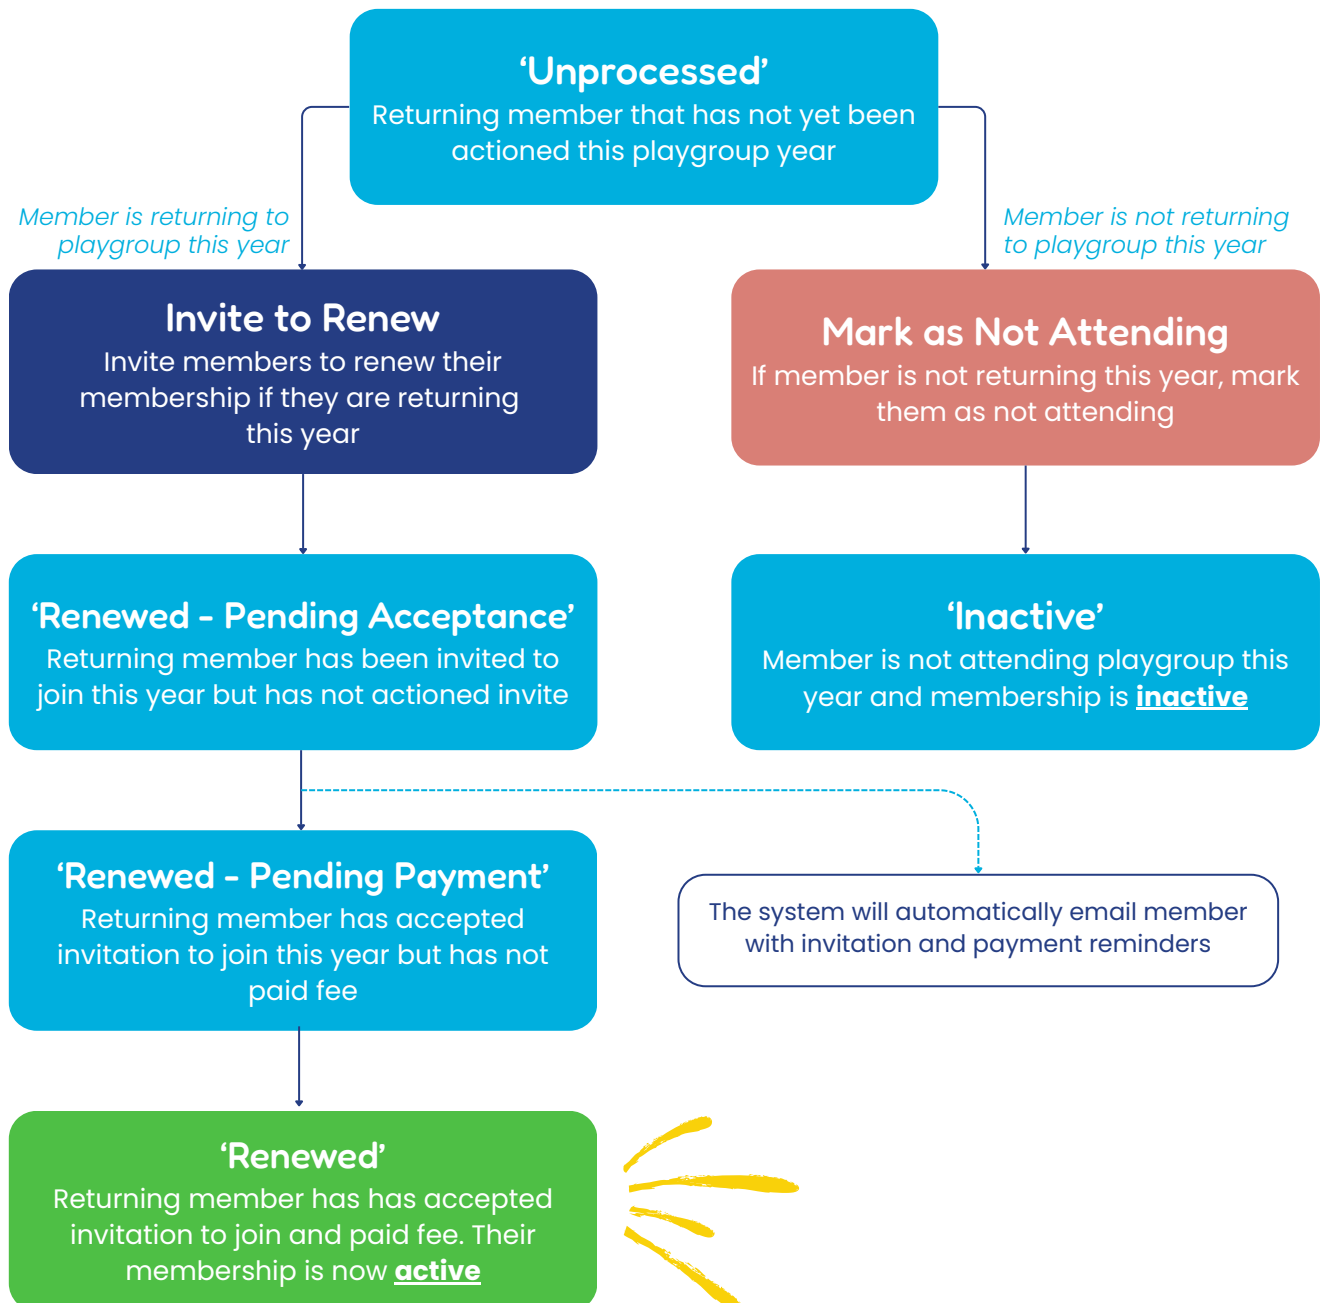 ‘Unprocessed’
Returning member that has not yet been
actioned this playgroup year
Member is returning to
playgroup this year
Member is not returning
to playgroup this year
Invite to Renew
Invite members to renew their
membership if they are returning
this year
Mark as Not Attending
If member is not returning this year, mark
them as not attending
‘Renewed - Pending Acceptance’
Returning member has been invited to
join this year but has not actioned invite
‘Inactive’
Member is not attending playgroup this
year and membership is inactive
‘Renewed - Pending Payment’
Returning member has accepted
invitation to join this year but has not
paid fee
The system will automatically email member
with invitation and payment reminders
‘Renewed’
Returning member has has accepted
invitation to join and paid fee. Their
membership is now active